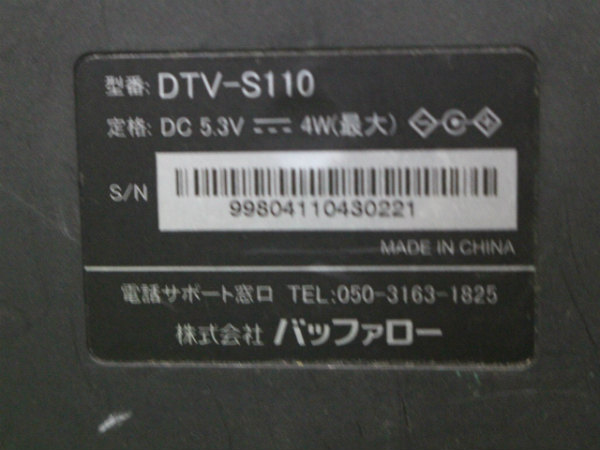 型番: DTV-S110
定格: DC 5.3V ⎓ 4W(最大)
S/N
99804110430221
MADE IN CHINA
電話サポート窓口 TEL:050-3163-1825
株式会社 バッファロー